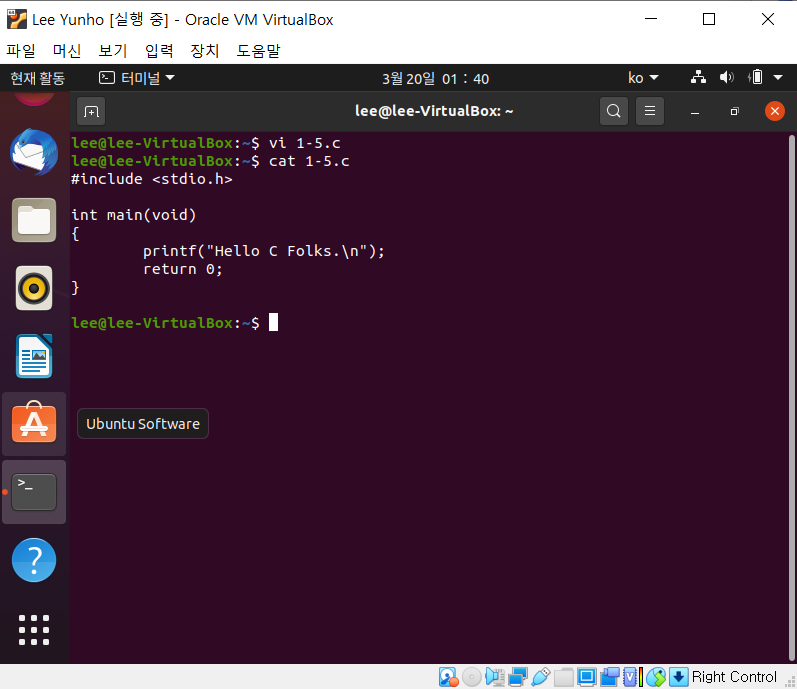 Lee Yunho [실행 중] - Oracle VM VirtualBox
파일 머신 보기 입력 장치 도움말
현재 활동 터미널 3월 20일 01 : 40 ko
lee@lee-VirtualBox: ~
lee@lee-VirtualBox:~$ vi 1-5.c
lee@lee-VirtualBox:~$ cat 1-5.c
#include <stdio.h>
int main(void)
{
printf("Hello C Folks.\n");
return 0;
}
lee@lee-VirtualBox:~$
Ubuntu Software
>_
?
Right Control